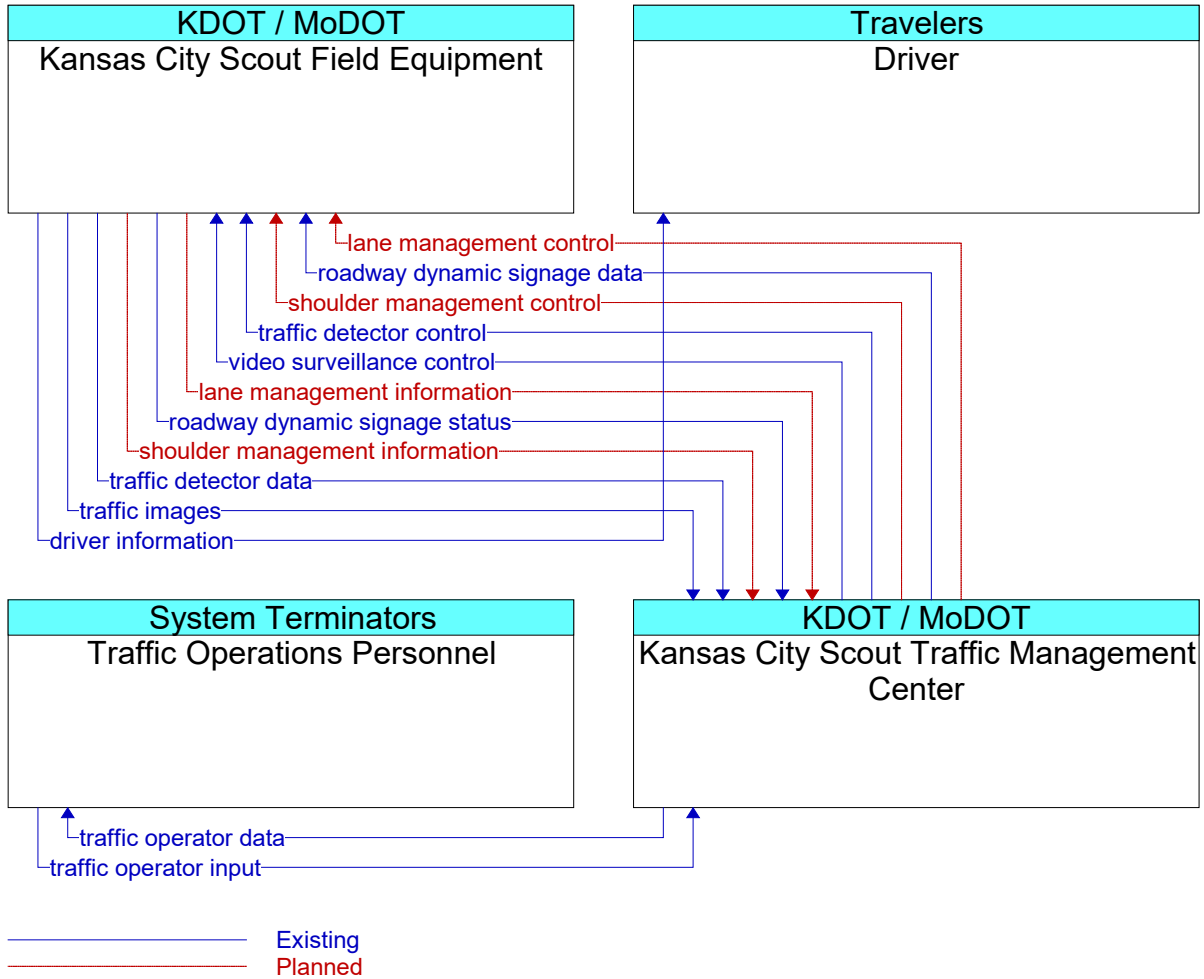 KDOT / MoDOT
Kansas City Scout Field Equipment
Travelers
Driver
lane management control
roadway dynamic signage data
shoulder management control
traffic detector control
video surveillance control
lane management information
roadway dynamic signage status
shoulder management information
traffic detector data
traffic images
driver information
System Terminators
Traffic Operations Personnel
KDOT / MoDOT
Kansas City Scout Traffic Management
Center
traffic operator data
traffic operator input
Existing
Planned